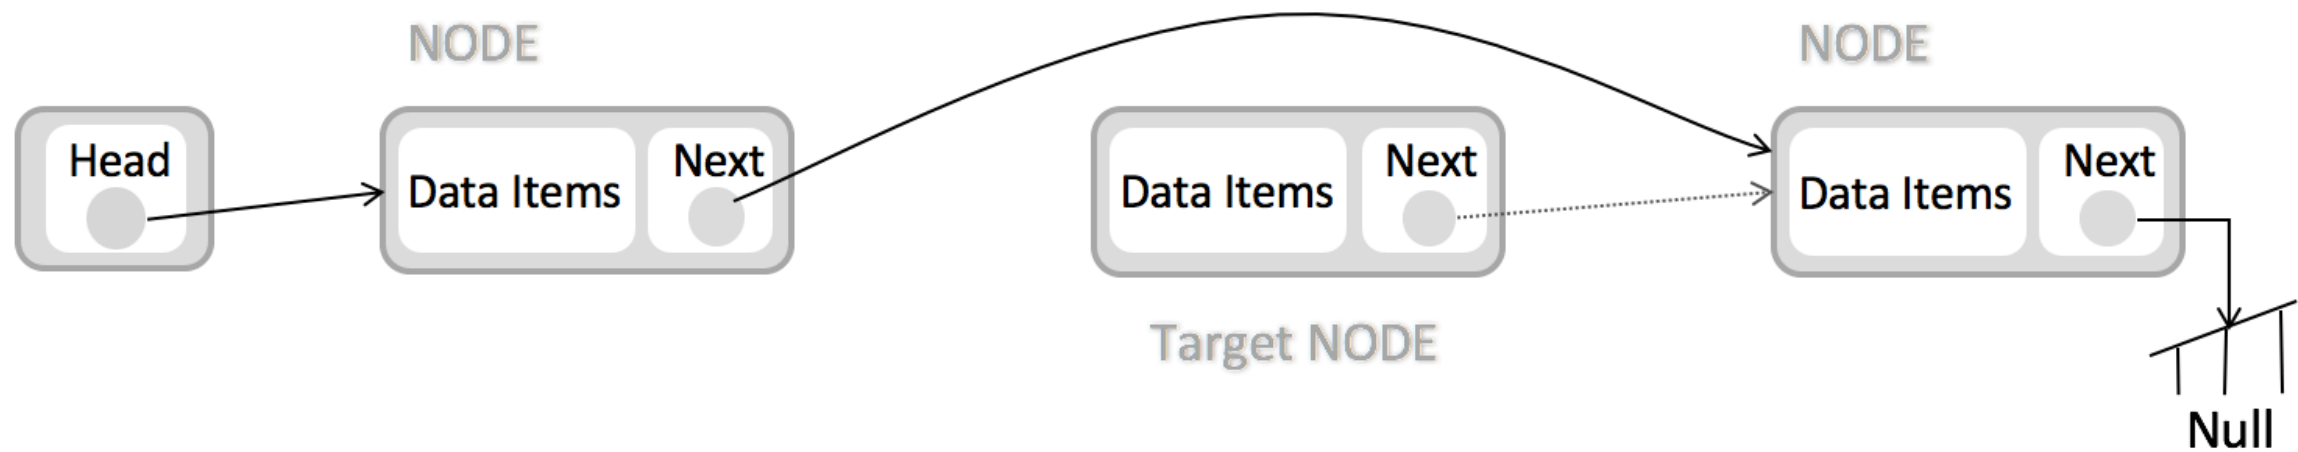 NODE
NODE
Head
Data Items
Next
Data Items
Next
Data Items
Next
Target NODE
Null